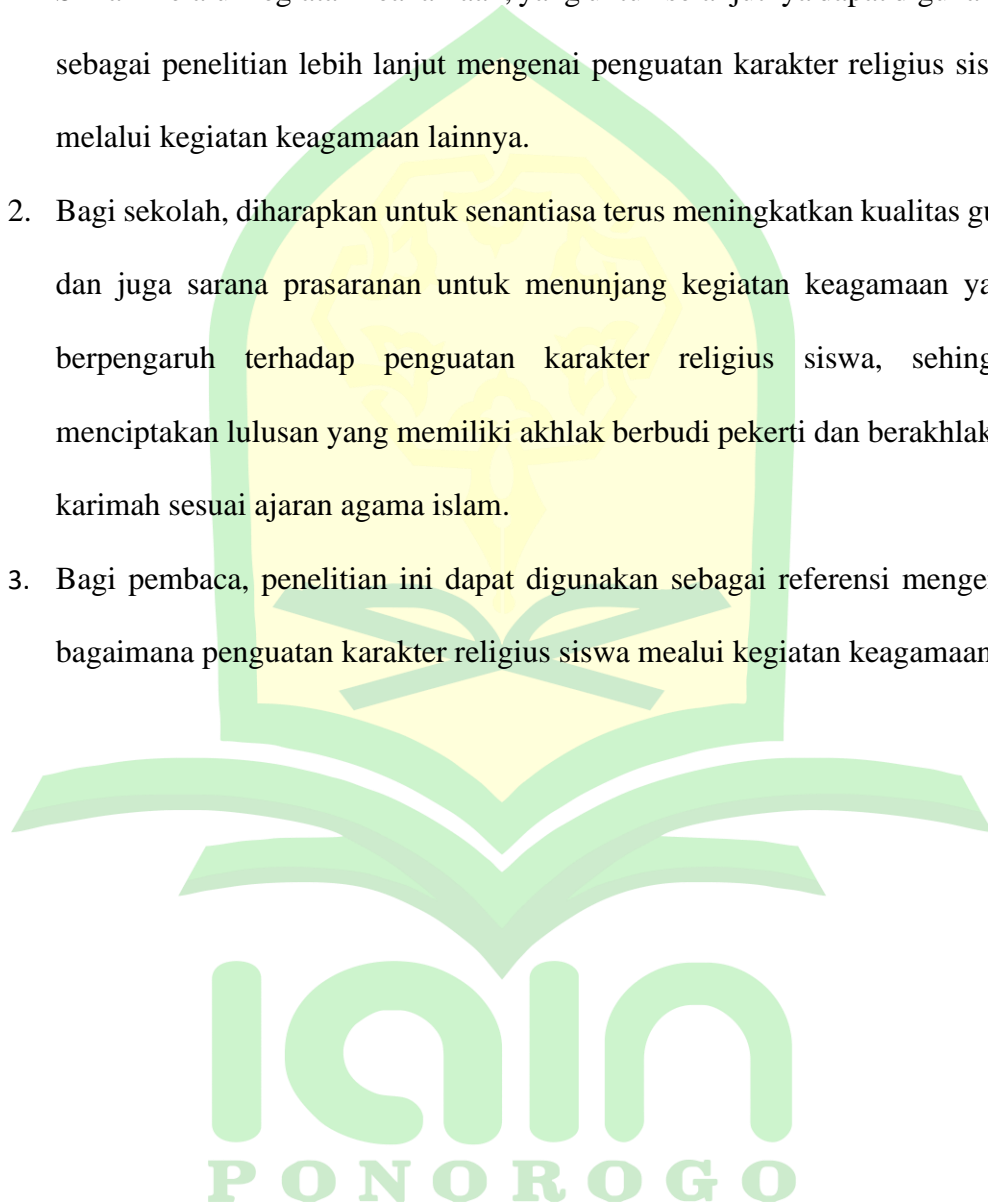 sebagai penelitian lebih lanjut mengenai penguatan karakter religius sis
melalui kegiatan keagamaan lainnya.
2. Bagi sekolah, diharapkan untuk senantiasa terus meningkatkan kualitas gu
dan juga sarana prasaranan untuk menunjang kegiatan keagamaan ya
berpengaruh terhadap penguatan karakter religius siswa, sehing
menciptakan lulusan yang memiliki akhlak berbudi pekerti dan berakhlak
karimah sesuai ajaran agama islam.
3. Bagi pembaca, penelitian ini dapat digunakan sebagai referensi menge
bagaimana penguatan karakter religius siswa mealui kegiatan keagamaan
iain
PONOROGO